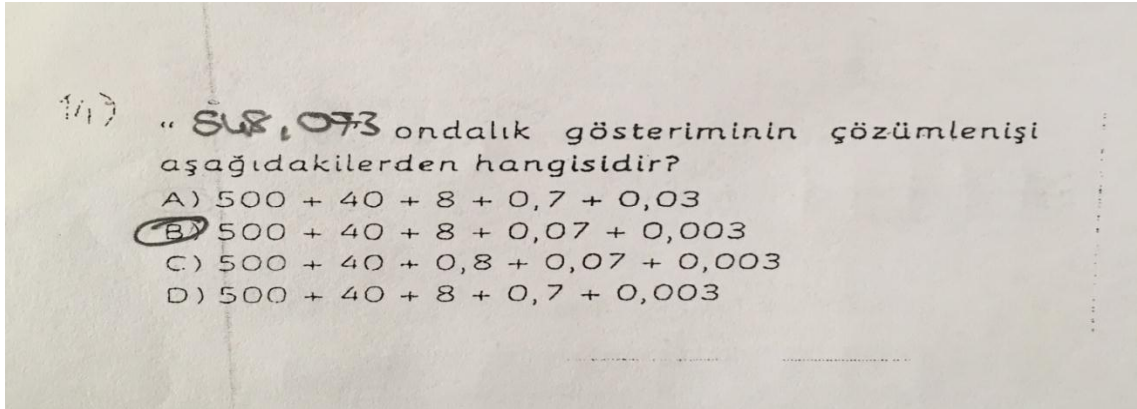 14) " 548,073 ondalık gösteriminin çözümlenişi
aşağıdakilerden hangisidir?
A) 500 + 40 + 8 + 0,7 + 0,03
B) 500 + 40 + 8 + 0,07 + 0,003
C) 500 + 40 + 0,8 + 0,07 + 0,003
D) 500 + 40 + 8 + 0,7 + 0,003